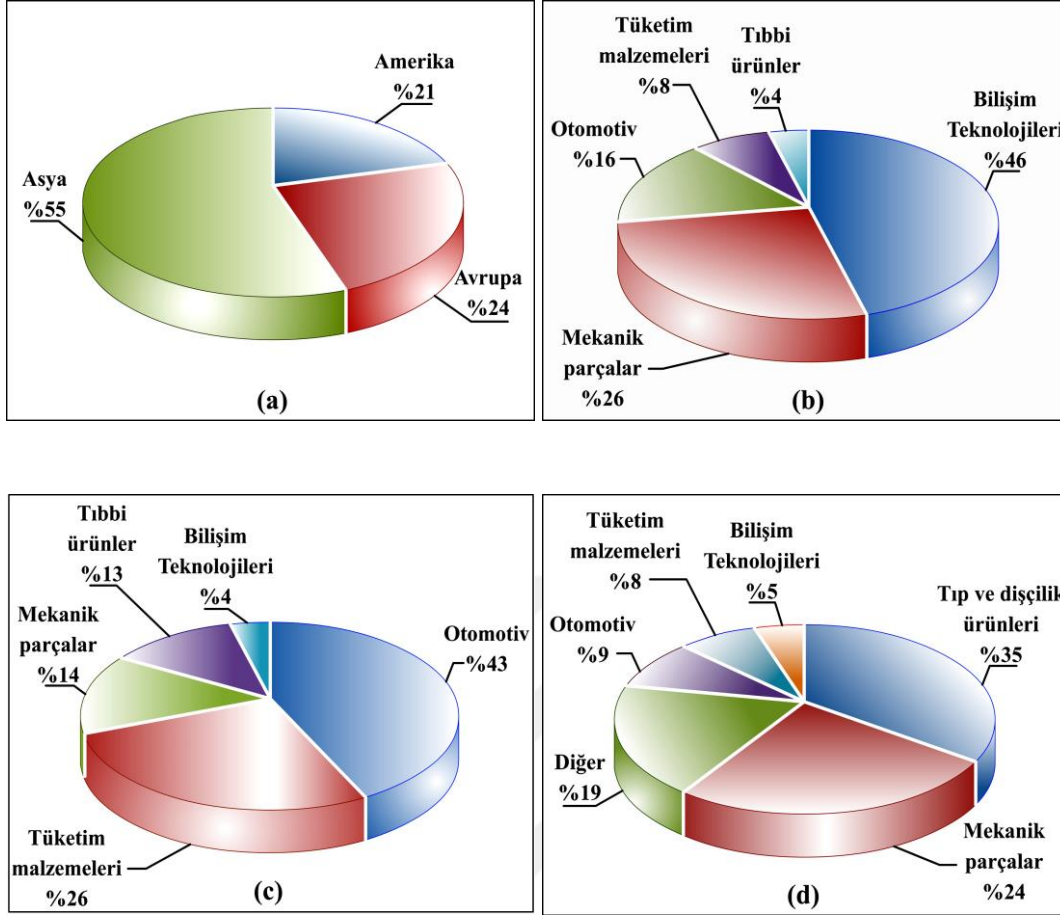 Amerika
%21
Asya
%55
Avrupa
%24
(a)
Tüketim
malzemeleri
%8
Tıbbi
ürünler
%4
Bilişim
Teknolojileri
%46
Otomotiv
%16
Mekanik
parçalar
%26
(b)
Tıbbi
ürünler
%13
Bilişim
Teknolojileri
%4
Mekanik
parçalar
%14
Otomotiv
%43
Tüketim
malzemeleri
%26
(c)
Tüketim
malzemeleri
%8
Bilişim
Teknolojileri
%5
Tıp ve dişçilik
ürünleri
%35
Otomotiv
%9
Diğer
%19
Mekanik
parçalar
%24
(d)